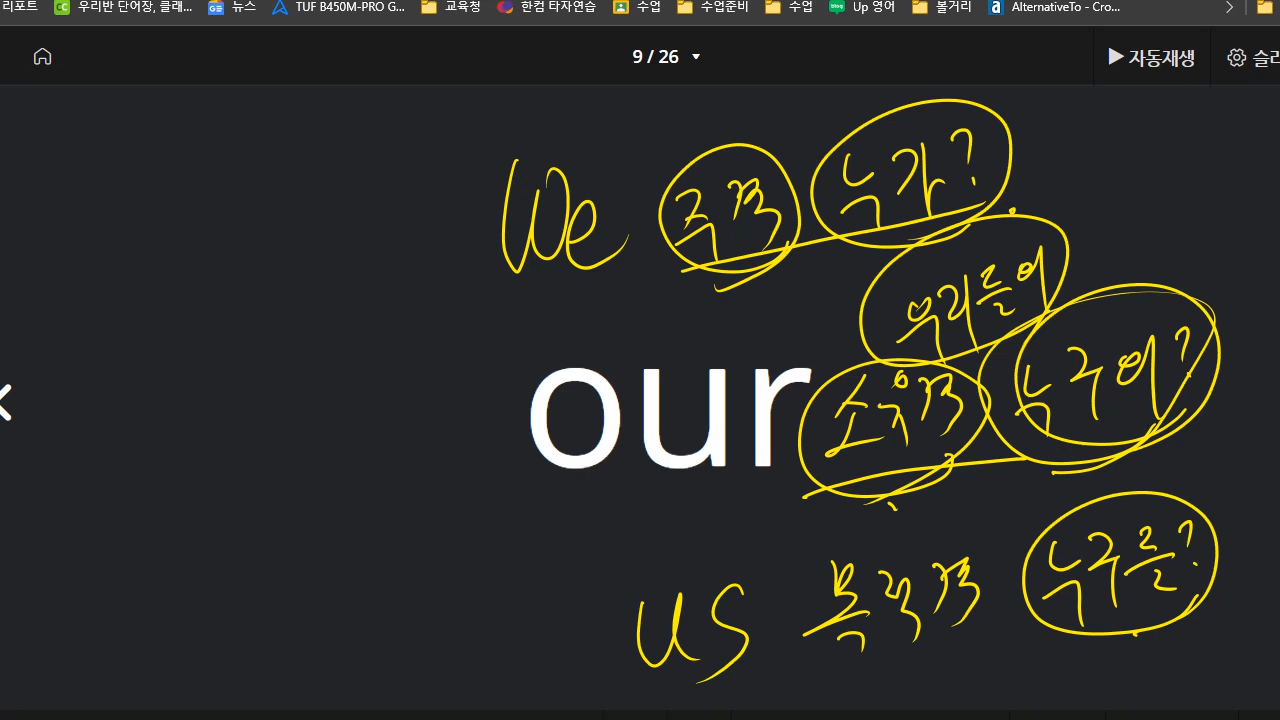 리포트 우리반 단어장, 클래... 뉴스 TUF B450M-PRO G... 교육청 한컴 타자연습 수업 수업준비 수업 Up 영어 볼거리 AlternativeTo - Cro...
9 / 26 자동재생 슬라
We 주격 누가?
우리들이
our 소유격 누구의?
us 목적격 누구를?